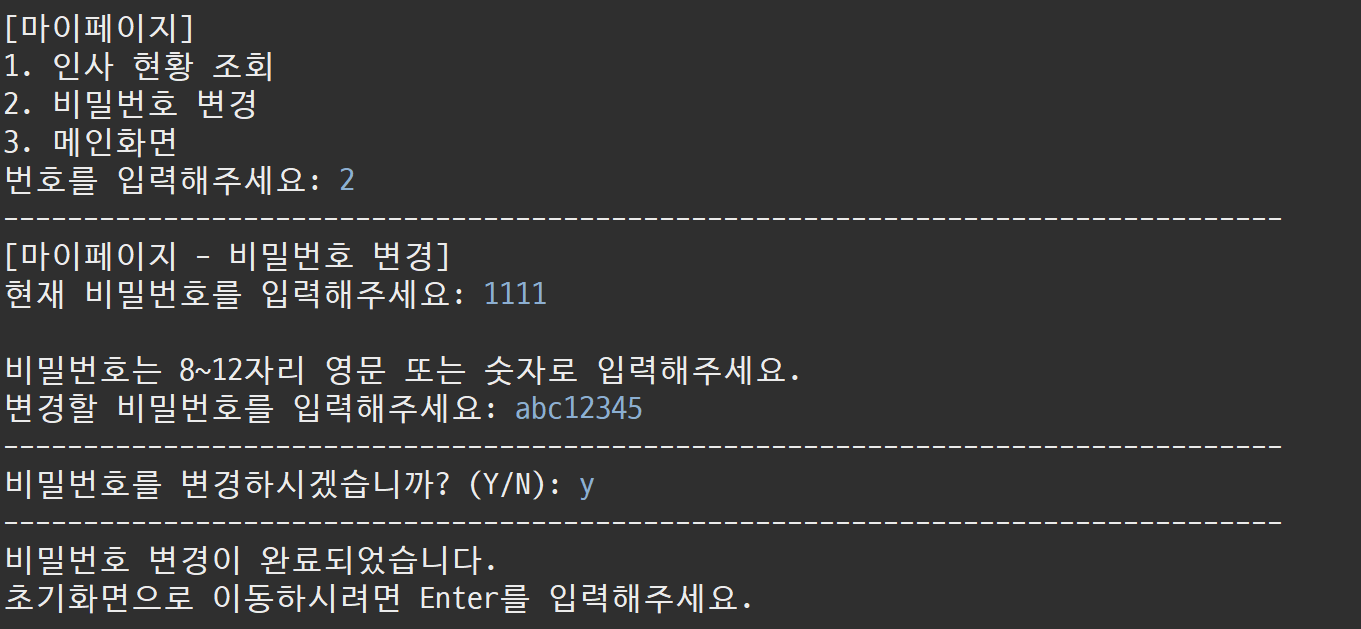 [마이페이지]
1. 인사 현황 조회
2. 비밀번호 변경
3. 메인화면
번호를 입력해주세요: 2
--------------------------------------------------------------------------------
[마이페이지 - 비밀번호 변경]
현재 비밀번호를 입력해주세요: 1111
비밀번호는 8~12자리 영문 또는 숫자로 입력해주세요.
변경할 비밀번호를 입력해주세요: abc12345
--------------------------------------------------------------------------------
비밀번호를 변경하시겠습니까? (Y/N): y
--------------------------------------------------------------------------------
비밀번호 변경이 완료되었습니다.
초기화면으로 이동하시려면 Enter를 입력해주세요.